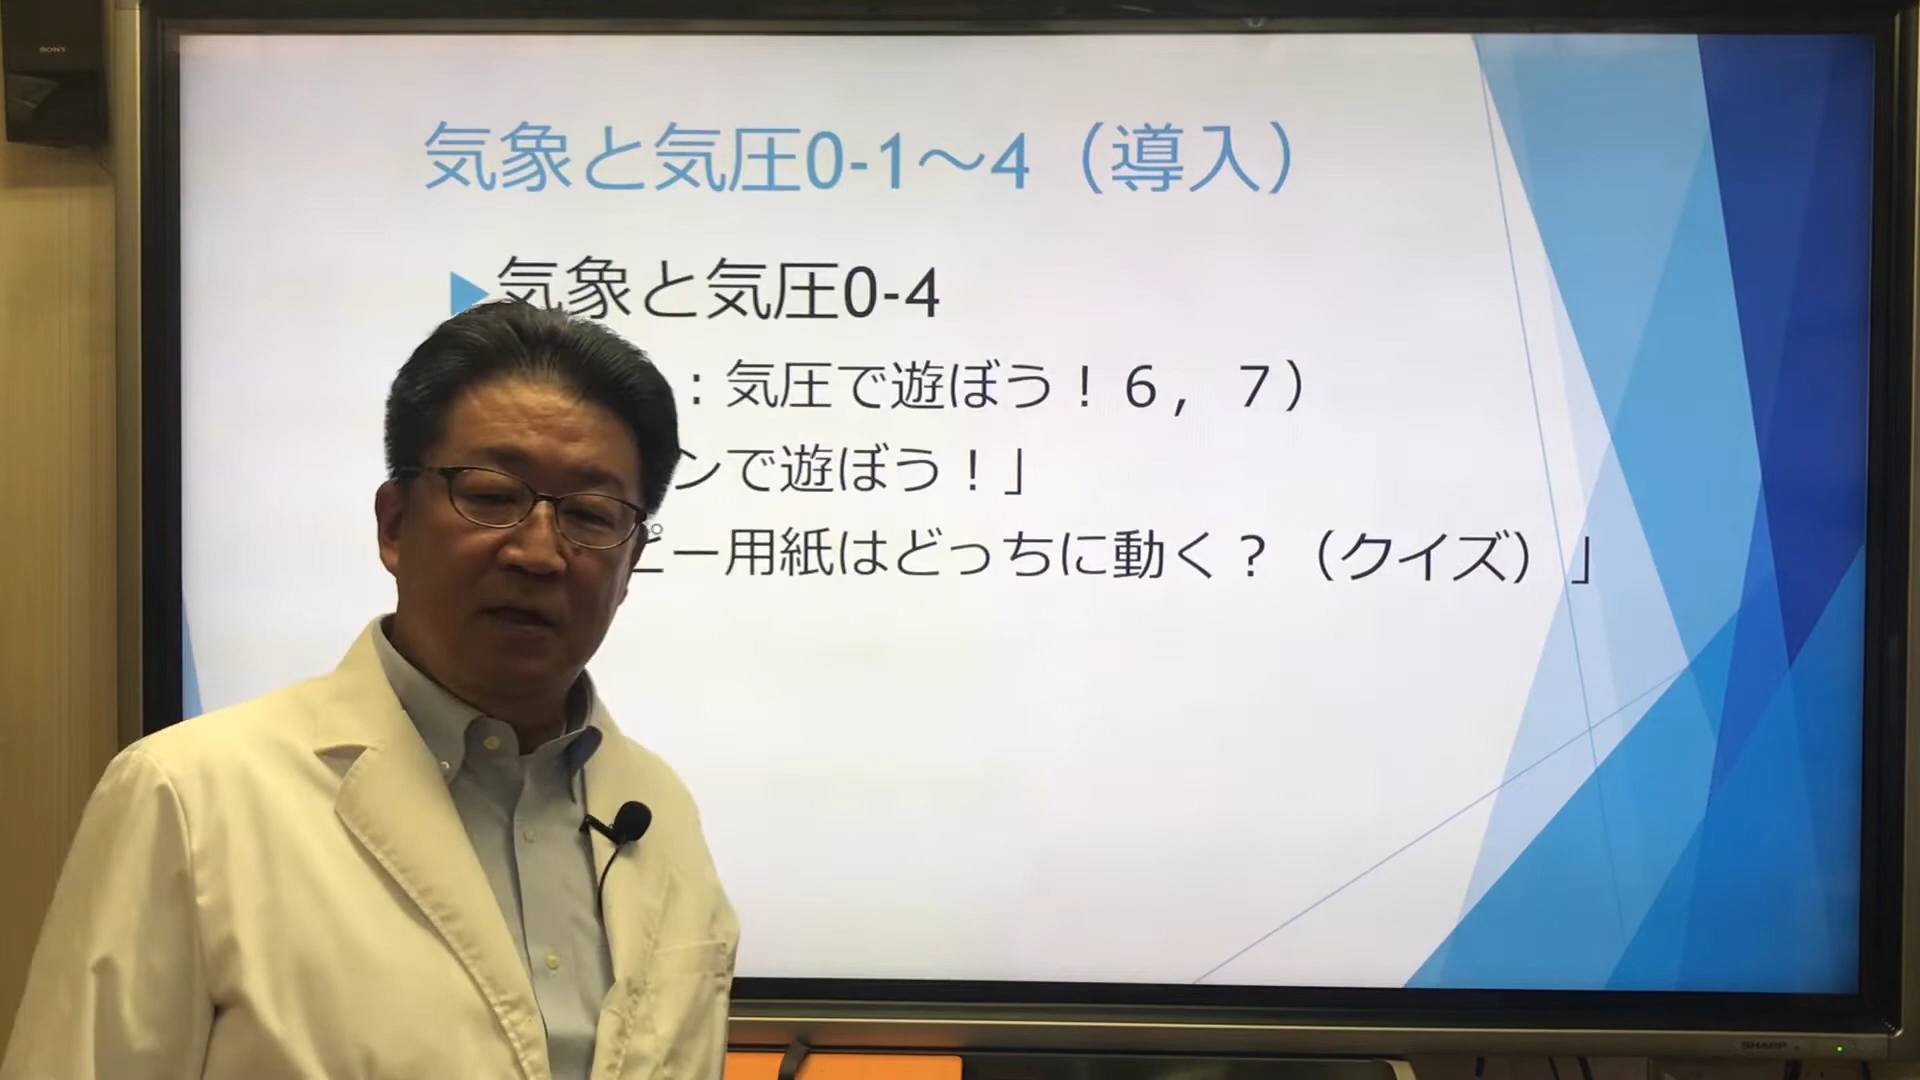 SONY
気象と気圧0-1～4（導入）
気象と気圧0-4
：気圧で遊ぼう！６，７）
ンで遊ぼう！」
ピー用紙はどっちに動く？（クイズ）」
SHARP